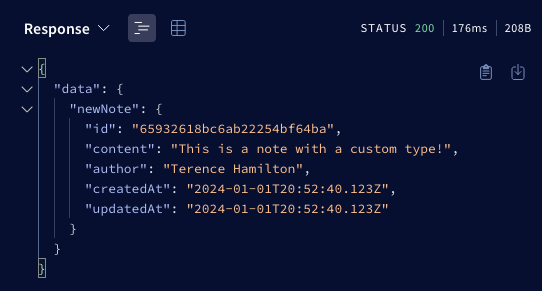 Response STATUS 200 176ms 208B
{
"data": {
"newNote": {
"id": "65932618bc6ab22254bf64ba",
"content": "This is a note with a custom type!",
"author": "Terence Hamilton",
"createdAt": "2024-01-01T20:52:40.123Z",
"updatedAt": "2024-01-01T20:52:40.123Z"
}
}
}